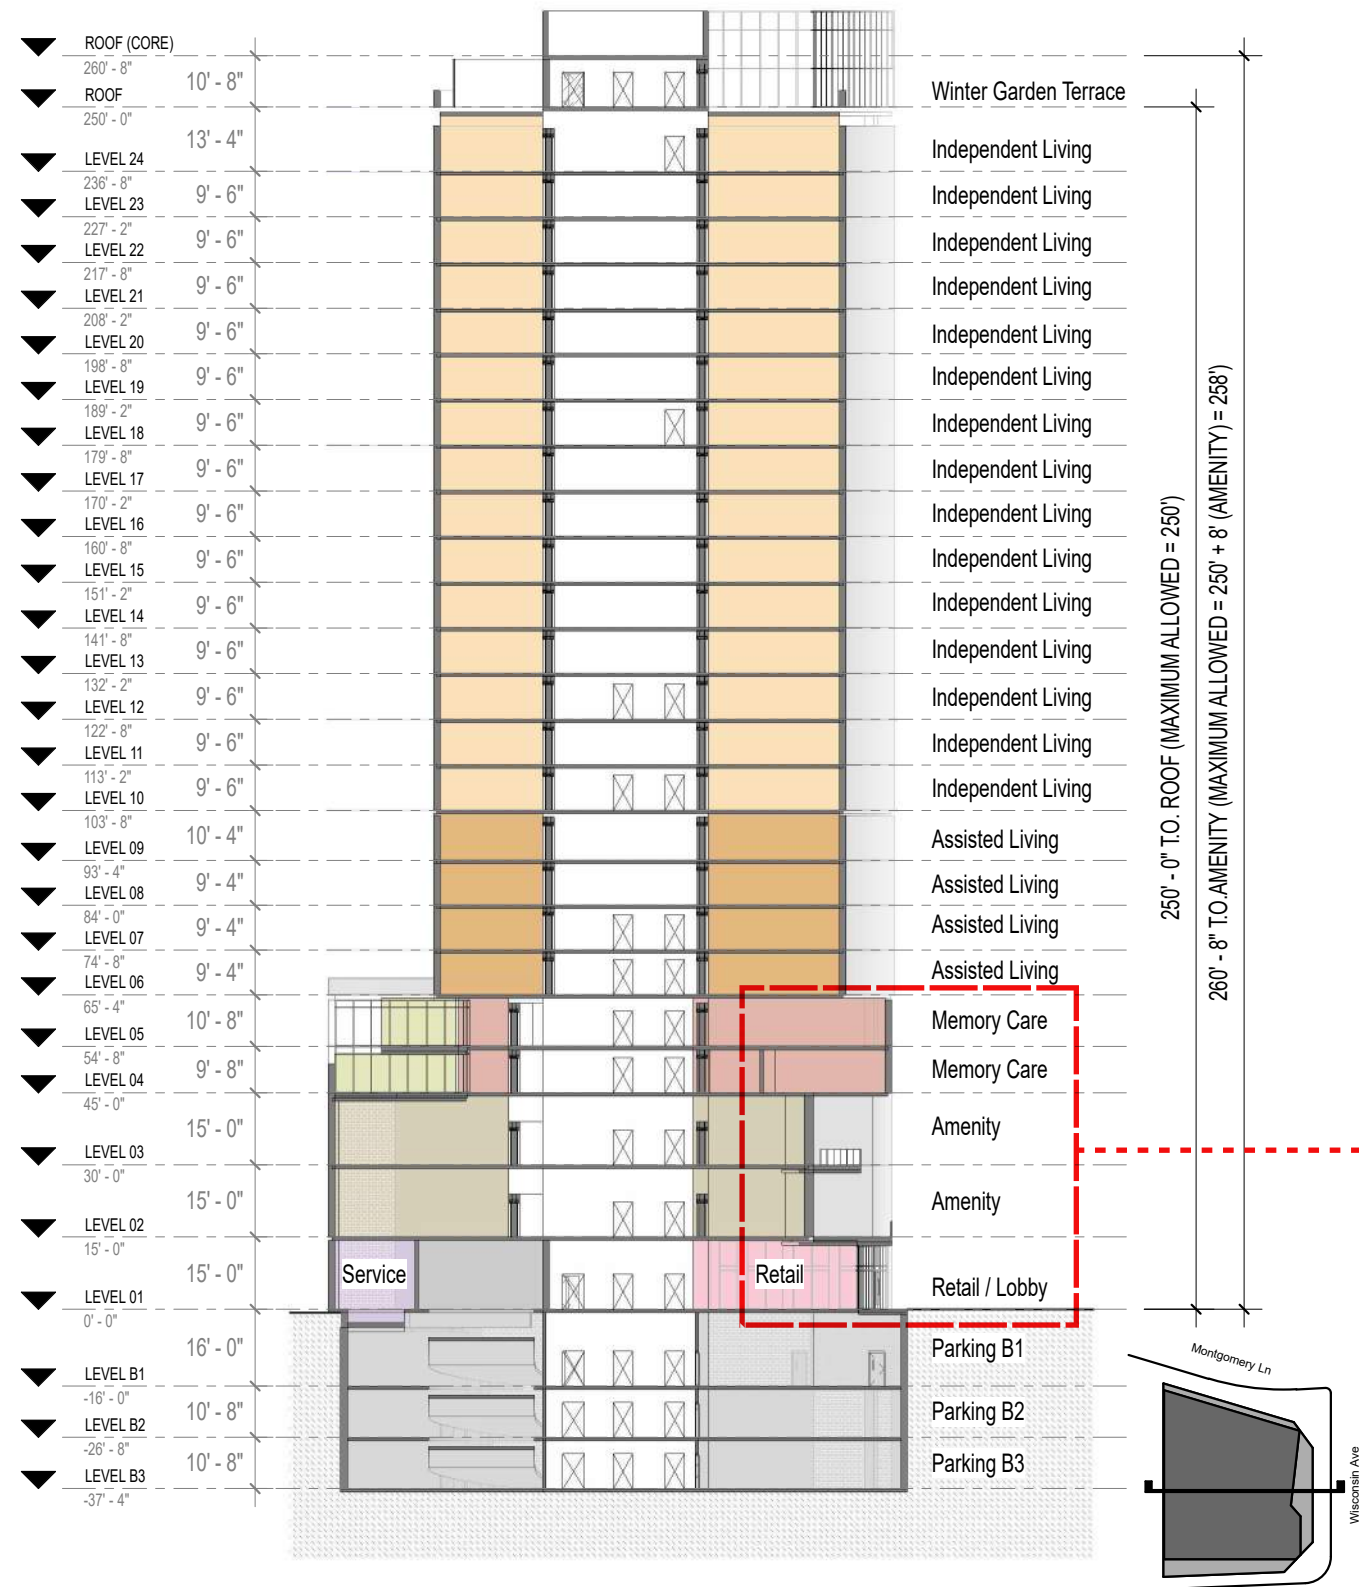 ROOF (CORE)
260' - 8"
10' - 8"
ROOF
Winter Garden Terrace
250' - 0"
13' - 4"
LEVEL 24
Independent Living
236' - 8"
9' - 6"
LEVEL 23
Independent Living
227' - 2"
9' - 6"
LEVEL 22
Independent Living
217' - 8"
9' - 6"
LEVEL 21
Independent Living
208' - 2"
9' - 6"
LEVEL 20
Independent Living
198' - 8"
9' - 6"
LEVEL 19
Independent Living
189' - 2"
9' - 6"
LEVEL 18
Independent Living
179' - 8"
9' - 6"
LEVEL 17
Independent Living
170' - 2"
9' - 6"
LEVEL 16
Independent Living
160' - 8"
9' - 6"
LEVEL 15
Independent Living
151' - 2"
9' - 6"
LEVEL 14
Independent Living
141' - 8"
9' - 6"
LEVEL 13
Independent Living
132' - 2"
9' - 6"
LEVEL 12
Independent Living
122' - 8"
9' - 6"
LEVEL 11
Independent Living
113' - 2"
9' - 6"
LEVEL 10
Independent Living
103' - 8"
10' - 4"
LEVEL 09
Assisted Living
93' - 4"
9' - 4"
LEVEL 08
Assisted Living
84' - 0"
9' - 4"
LEVEL 07
Assisted Living
74' - 8"
9' - 4"
LEVEL 06
Assisted Living
65' - 4"
10' - 8"
LEVEL 05
Memory Care
54' - 8"
9' - 8"
LEVEL 04
Memory Care
45' - 0"
15' - 0"
LEVEL 03
Amenity
30' - 0"
15' - 0"
LEVEL 02
Amenity
15' - 0"
15' - 0"
LEVEL 01
Service
Retail
Retail / Lobby
0' - 0"
16' - 0"
LEVEL B1
Parking B1
-16' - 0"
10' - 8"
LEVEL B2
Parking B2
-26' - 8"
10' - 8"
LEVEL B3
Parking B3
-37' - 4"
250' - 0" T.O. ROOF (MAXIMUM ALLOWED = 250')
260' - 8" T.O.AMENITY (MAXIMUM ALLOWED = 250' + 8' (AMENITY) = 258')
Montgomery Ln
Wisconsin Ave